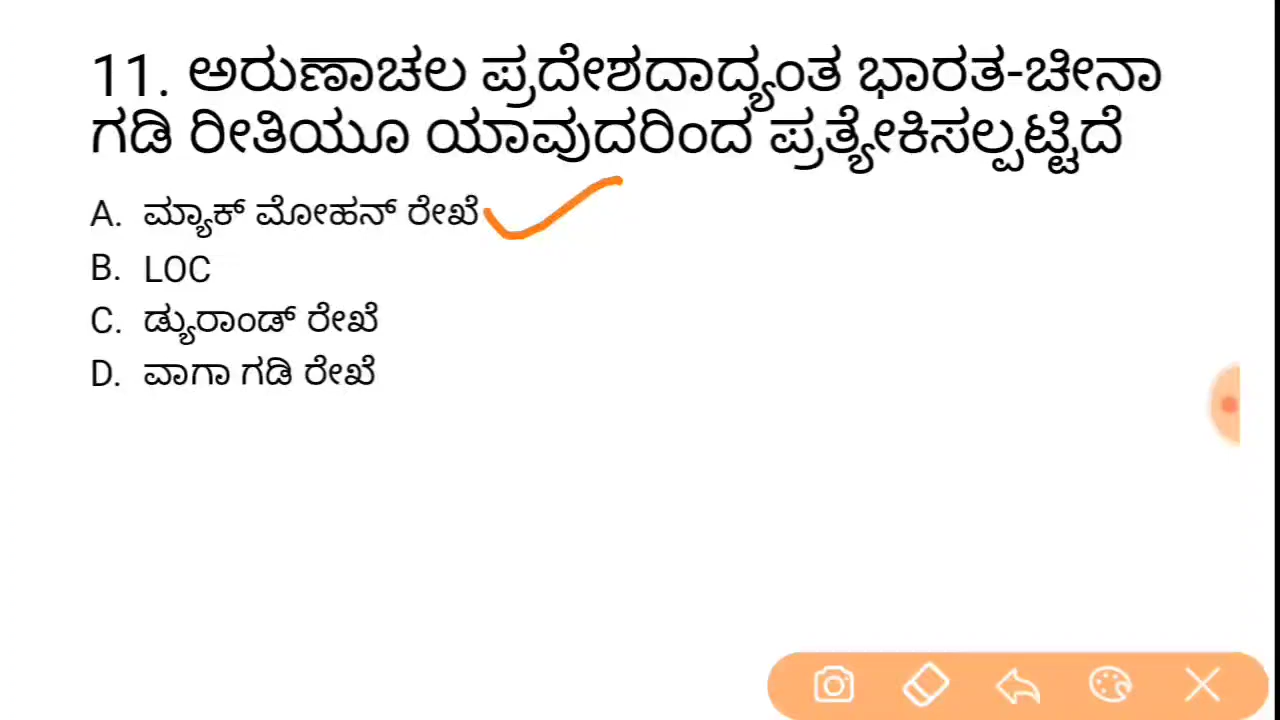 11. ಅರುಣಾಚಲ ಪ್ರದೇಶದಾದ್ಯಂತ ಭಾರತ-ಚೀನಾ
ಗಡಿ ರೀತಿಯೂ ಯಾವುದರಿಂದ ಪ್ರತ್ಯೇಕಿಸಲ್ಪಟ್ಟಿದೆ
A. ಮ್ಯಾಕ್ ಮೋಹನ್ ರೇಖೆ
B. LOC
C. ಡ್ಯುರಾಂಡ್ ರೇಖೆ
D. ವಾಗಾ ಗಡಿ ರೇಖೆ